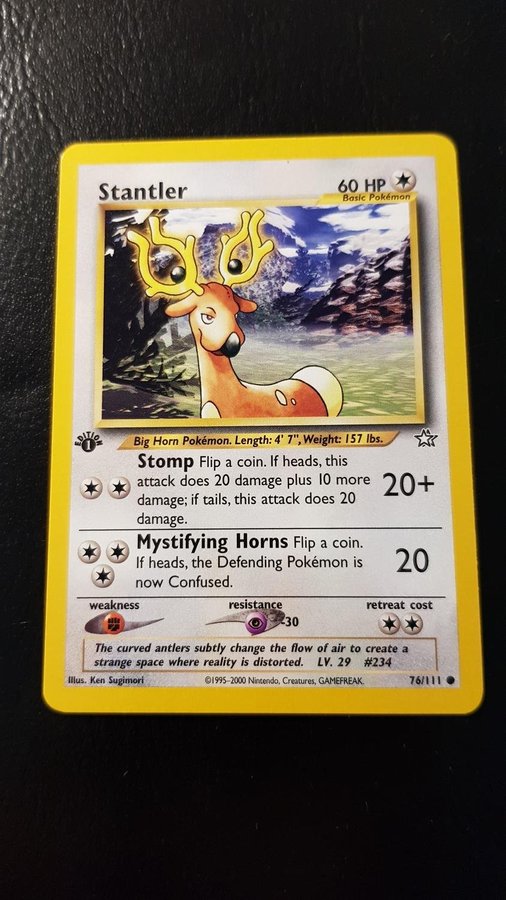 Stantler
60 HP
Basic Pokémon
EDITION
1
Big Horn Pokémon. Length: 4' 7", Weight: 157 lbs.
Stomp Flip a coin. If heads, this
attack does 20 damage plus 10 more
damage; if tails, this attack does 20
damage.
20+
Mystifying Horns Flip a coin.
If heads, the Defending Pokémon is
now Confused.
20
weakness
resistance
-30
retreat cost
The curved antlers subtly change the flow of air to create a
strange space where reality is distorted. LV. 29 #234
Illus. Ken Sugimori
©1995-2000 Nintendo, Creatures, GAMEFREAK.
76/111